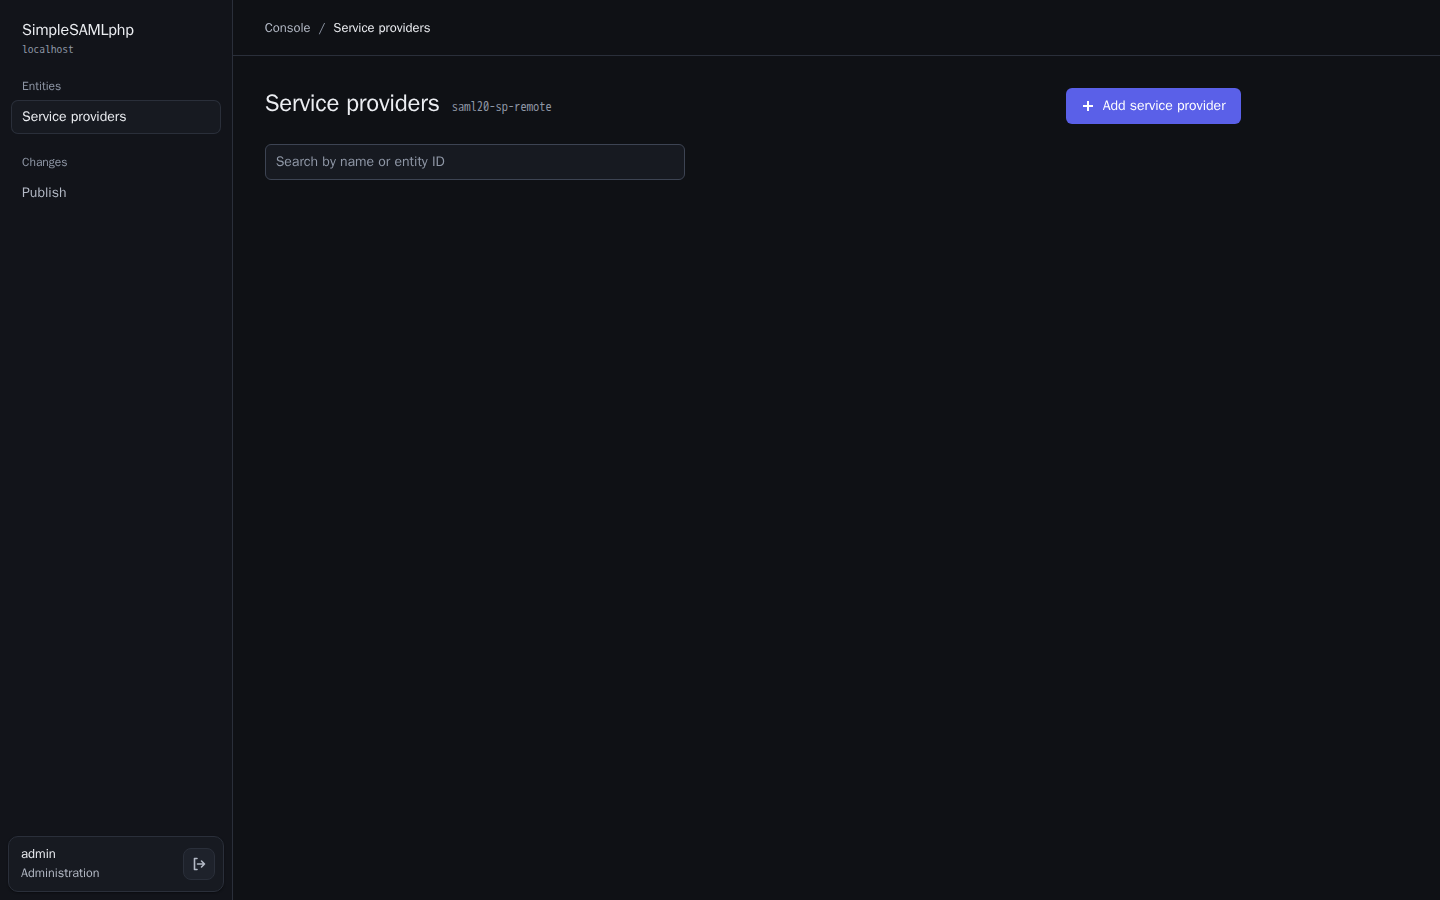 SimpleSAMLphp
localhost
Entities
Service providers
Changes
Publish
admin
Administration
Console / Service providers
Service providers saml20-sp-remote
Add service provider
Search by name or entity ID